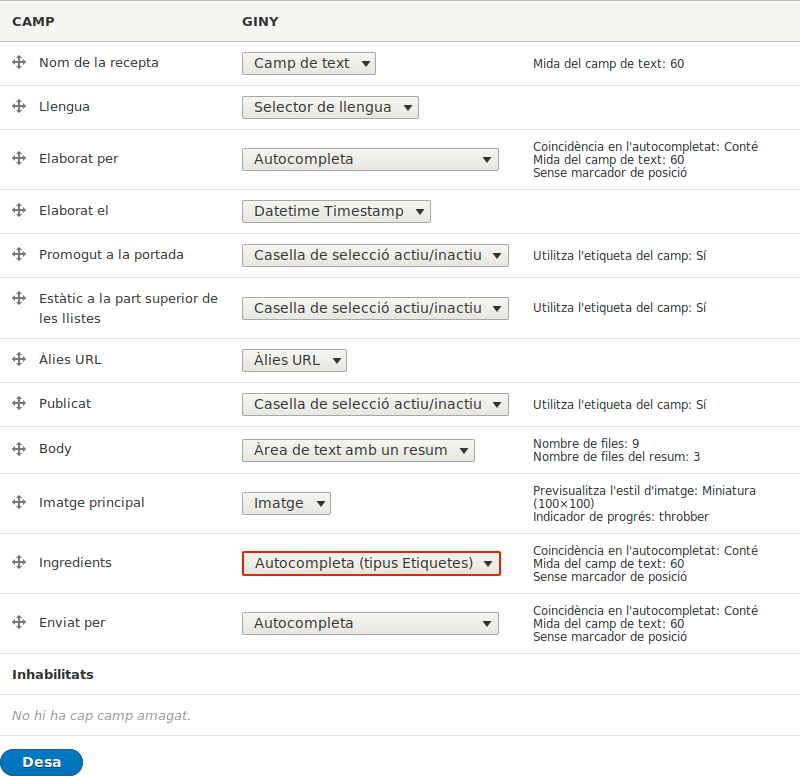 CAMP GINY
Nom de la recepta Camp de text Mida del camp de text: 60
Llengua Selector de llengua
Elaborat per Autocompleta Coincidència en l'autocompletat: Conté
Mida del camp de text: 60
Sense marcador de posició
Elaborat el Datetime Timestamp
Promogut a la portada Casella de selecció actiu/inactiu Utilitza l'etiqueta del camp: Sí
Estàtic a la part superior de
les llistes Casella de selecció actiu/inactiu Utilitza l'etiqueta del camp: Sí
Àlies URL Àlies URL
Publicat Casella de selecció actiu/inactiu Utilitza l'etiqueta del camp: Sí
Body Àrea de text amb un resum Nombre de files: 9
Nombre de files del resum: 3
Imatge principal Imatge Previsualitza l'estil d'imatge: Miniatura
(100×100)
Indicador de progrés: throbber
Ingredients Autocompleta (tipus Etiquetes) Coincidència en l'autocompletat: Conté
Mida del camp de text: 60
Sense marcador de posició
Enviat per Autocompleta Coincidència en l'autocompletat: Conté
Mida del camp de text: 60
Sense marcador de posició
Inhabilitats
No hi ha cap camp amagat.
Desa